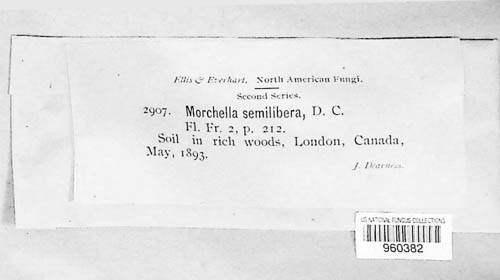 Ellis & Everhart. North American Fungi.
Second Series.
2907. Morchella semilibera, D. C.
Fl. Fr. 2, p. 212.
Soil in rich woods, London, Canada,
May, 1893.
J. Dearness.
US NATIONAL FUNGUS COLLECTIONS
960382